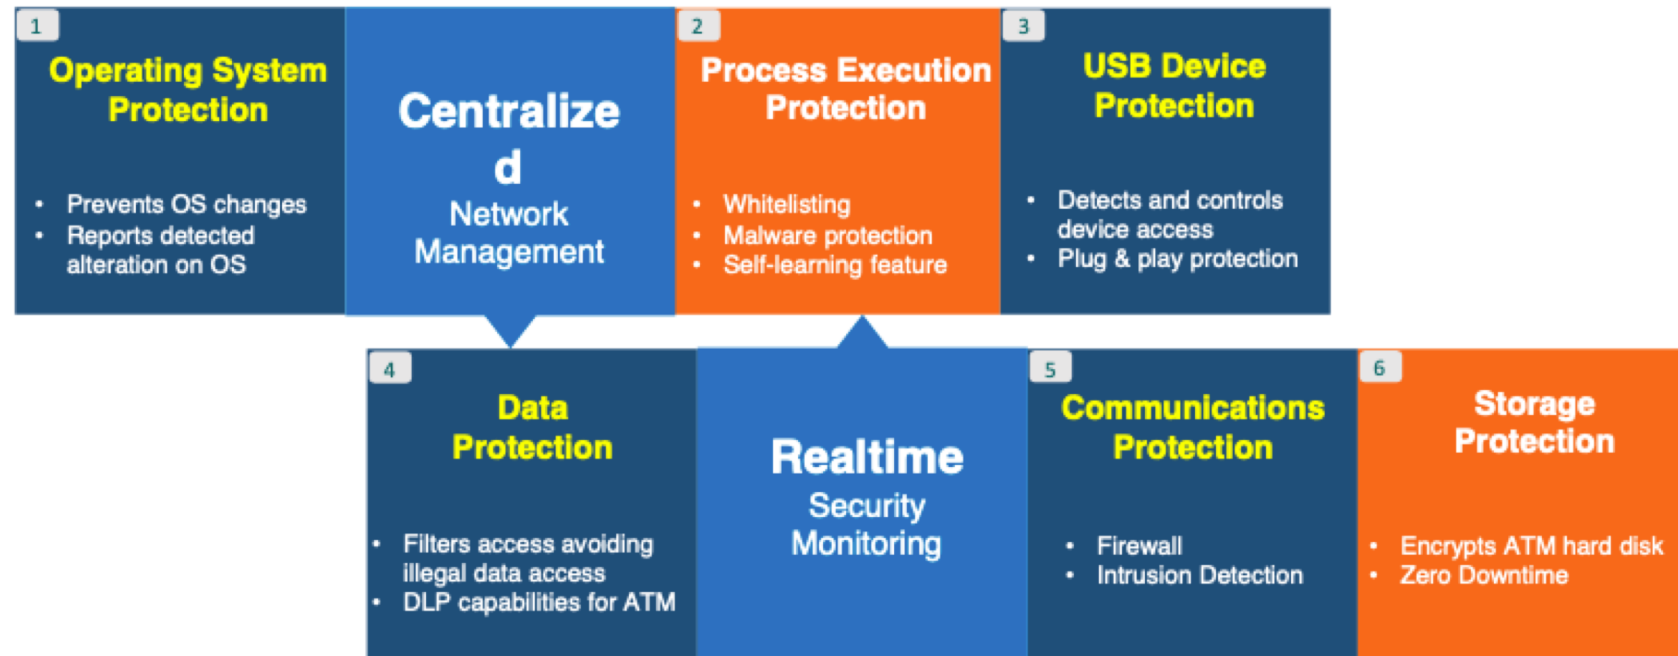 1
Operating System
Protection
• Prevents OS changes
• Reports detected
alteration on OS
Centralize
d
Network
Management
2
Process Execution
Protection
• Whitelisting
• Malware protection
• Self-learning feature
3
USB Device
Protection
• Detects and controls
device access
• Plug & play protection
4
Data
Protection
• Filters access avoiding
illegal data access
• DLP capabilities for ATM
Realtime
Security
Monitoring
5
Communications
Protection
• Firewall
• Intrusion Detection
6
Storage
Protection
• Encrypts ATM hard disk
• Zero Downtime